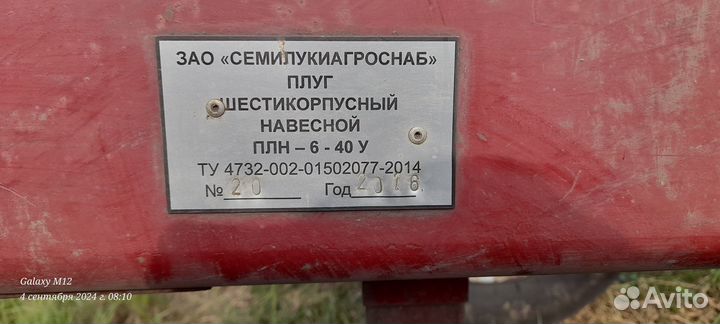 ЗАО «СЕМИЛУКИАГРОСНАБ»
ПЛУГ
ШЕСТИКОРПУСНЫЙ
НАВЕСНОЙ
ПЛН – 6 - 40 У
ТУ 4732-002-01502077-2014
№ 20 Год 2016
Galaxy M12
4 сентября 2024 г. 08:10
Avito